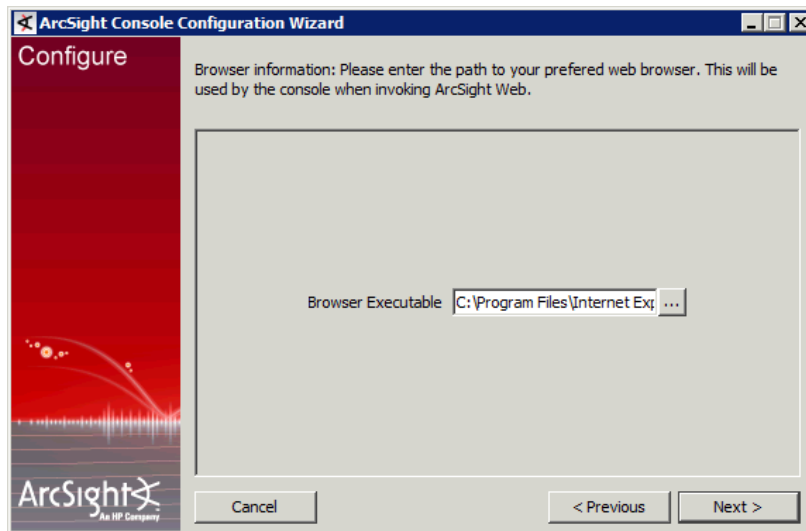 ArcSight Console Configuration Wizard
Configure
Browser information: Please enter the path to your prefered web browser. This will be
used by the console when invoking ArcSight Web.
Browser Executable C:\Program Files\Internet Exp ...
ArcSight
An HP Company
Cancel < Previous Next >